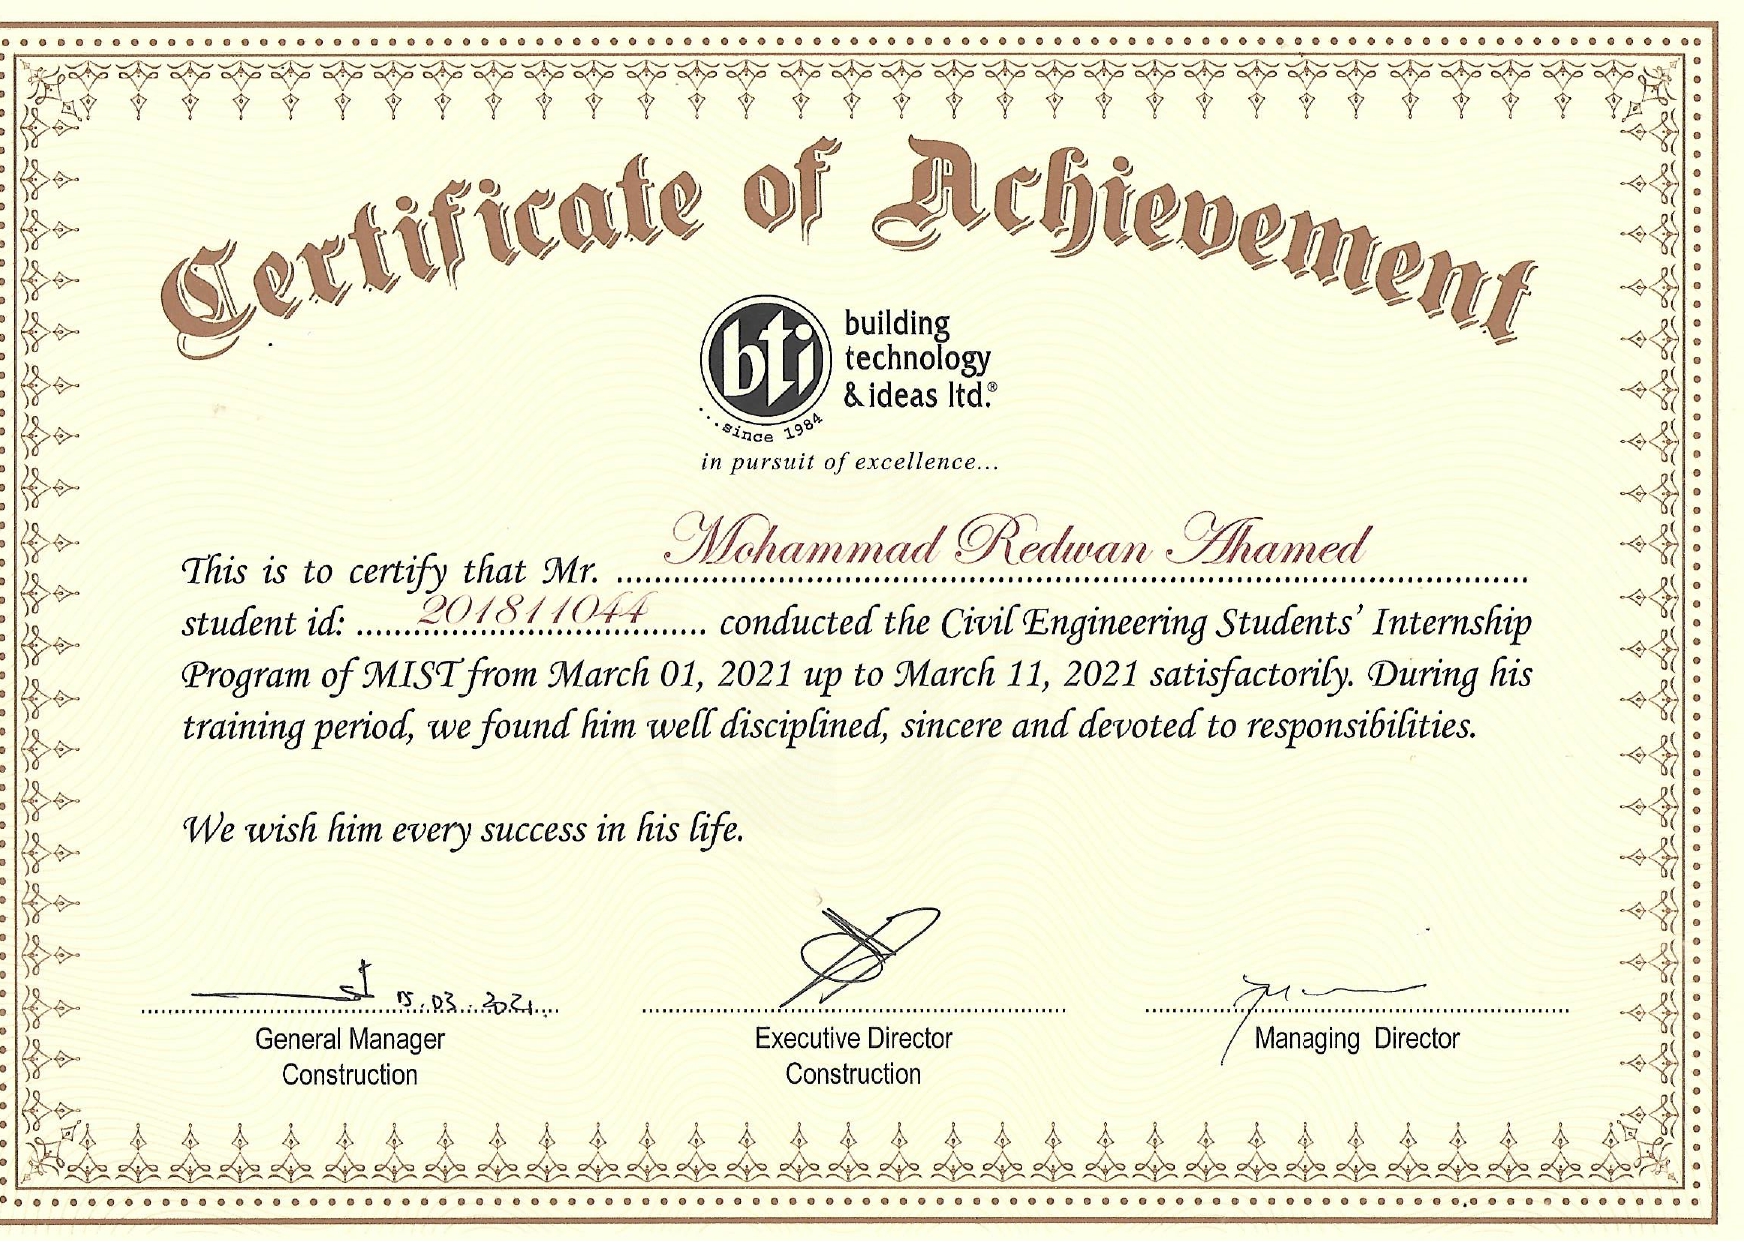 Certificate of Achievement
bti
building
technology
& ideas ltd.®
...since 1984
in pursuit of excellence...
This is to certify that Mr. Mohammad Redwan Ahamed
student id: 201811044 conducted the Civil Engineering Students' Internship
Program of MIST from March 01, 2021 up to March 11, 2021 satisfactorily. During his
training period, we found him well disciplined, sincere and devoted to responsibilities.
We wish him every success in his life.
15.03.2021
General Manager
Construction
Executive Director
Construction
Managing Director